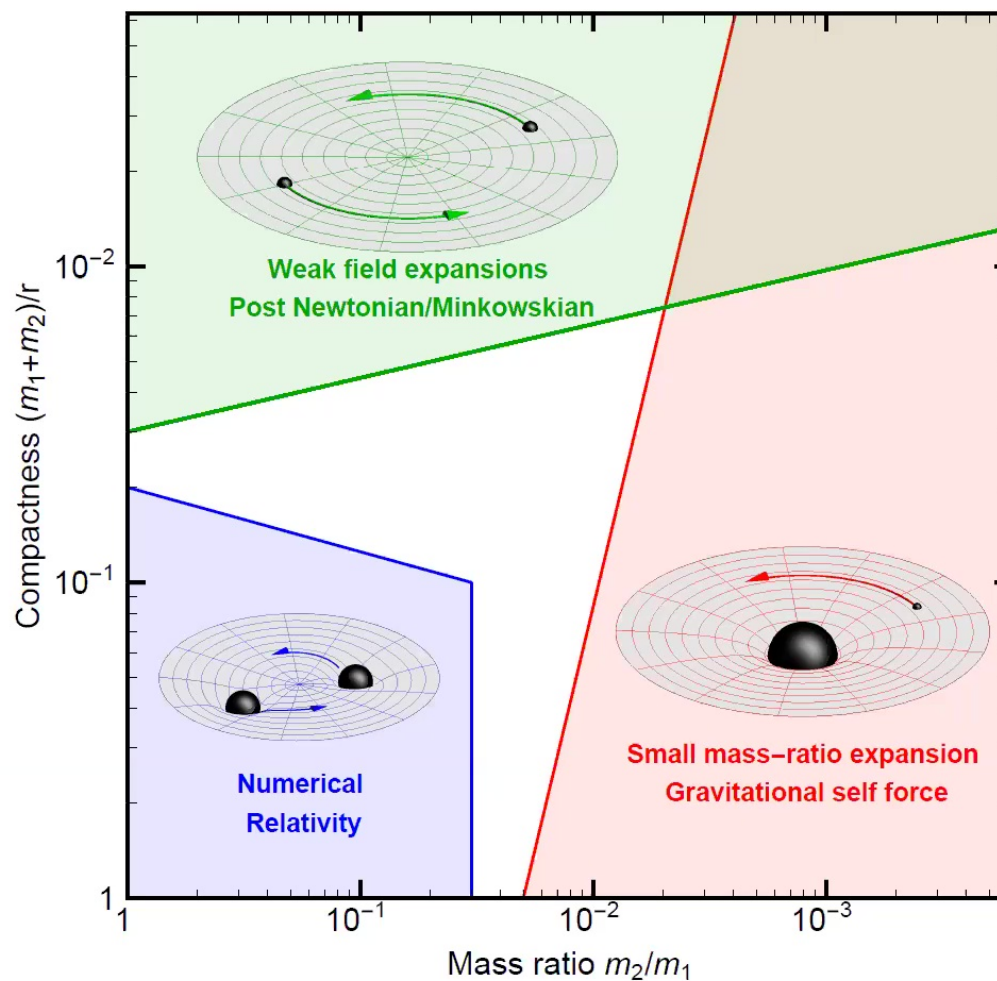 Weak field expansions
Post Newtonian/Minkowskian
Compactness (m₁+m₂)/r
10⁻²
10⁻¹
1
Numerical
Relativity
Small mass–ratio expansion
Gravitational self force
1
10⁻¹
10⁻²
10⁻³
Mass ratio m₂/m₁